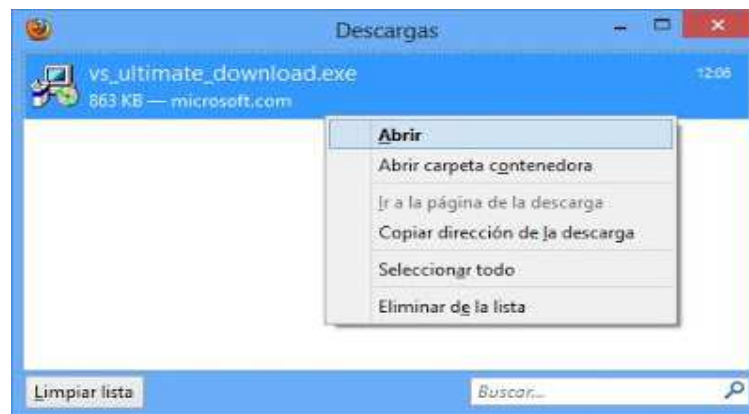 Descargas
vs_ultimate_download.exe
12:06
863 KB — microsoft.com
Abrir
Abrir carpeta contenedora
Ir a la página de la descarga
Copiar dirección de la descarga
Seleccionar todo
Eliminar de la lista
Limpiar lista
Buscar...